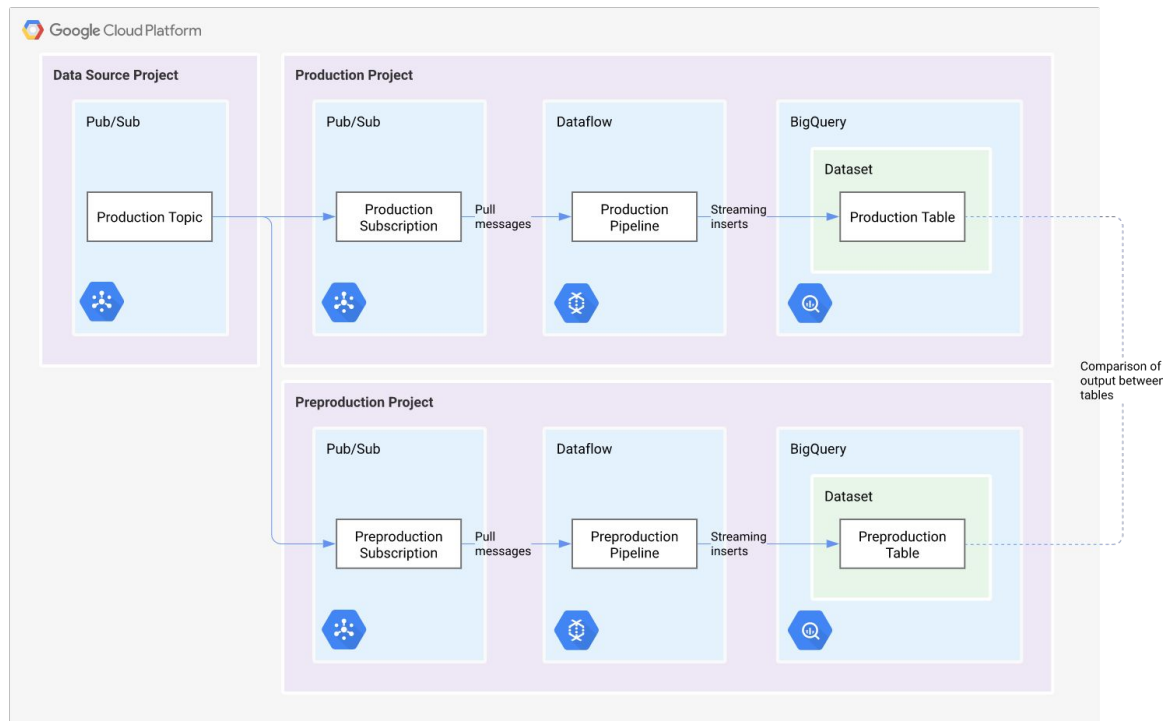 Google Cloud Platform
Data Source Project
Pub/Sub
Production Topic
Production Project
Pub/Sub
Production
Subscription
Pull
messages
Dataflow
Production
Pipeline
Streaming
inserts
BigQuery
Dataset
Production Table
Comparison of
output between
tables
Preproduction Project
Pub/Sub
Preproduction
Subscription
Pull
messages
Dataflow
Preproduction
Pipeline
Streaming
inserts
BigQuery
Dataset
Preproduction
Table